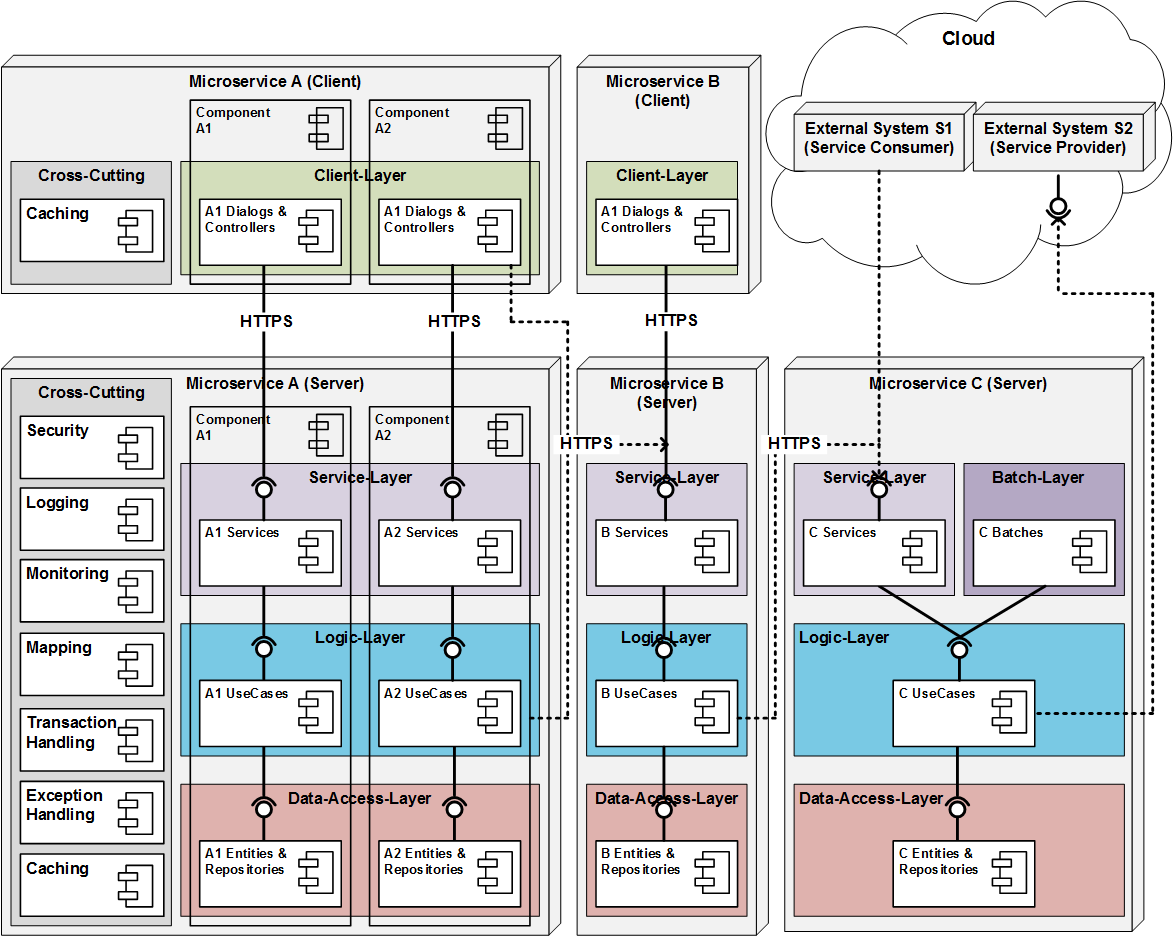 Cloud
Microservice A (Client)
Component
A1
Component
A2
Cross-Cutting
Caching
Client-Layer
A1 Dialogs &
Controllers
A1 Dialogs &
Controllers
Microservice B
(Client)
Client-Layer
A1 Dialogs &
Controllers
External System S1
(Service Consumer)
External System S2
(Service Provider)
HTTPS
HTTPS
HTTPS
Microservice A (Server)
Cross-Cutting
Security
Logging
Monitoring
Mapping
Transaction
Handling
Exception
Handling
Caching
Component
A1
Component
A2
Service-Layer
A1 Services
A2 Services
Logic-Layer
A1 UseCases
A2 UseCases
Data-Access-Layer
A1 Entities &
Repositories
A2 Entities &
Repositories
HTTPS
Microservice B
(Server)
Service-Layer
B Services
Logic-Layer
B UseCases
Data-Access-Layer
B Entities &
Repositories
HTTPS
Microservice C (Server)
Service-Layer
C Services
Batch-Layer
C Batches
Logic-Layer
C UseCases
Data-Access-Layer
C Entities &
Repositories